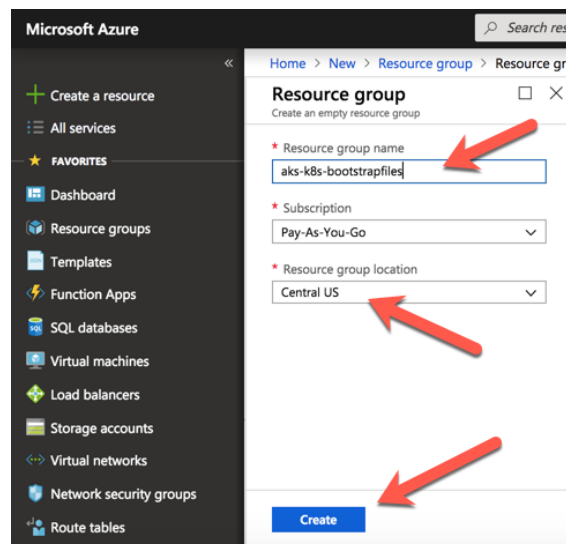 Microsoft Azure
Search res
«
Home > New > Resource group > Resource gr
Create a resource
All services
FAVORITES
Dashboard
Resource groups
Templates
Function Apps
SQL databases
Virtual machines
Load balancers
Storage accounts
Virtual networks
Network security groups
Route tables
Resource group
Create an empty resource group
* Resource group name
aks-k8s-bootstrapfiles
* Subscription
Pay-As-You-Go
* Resource group location
Central US
Create